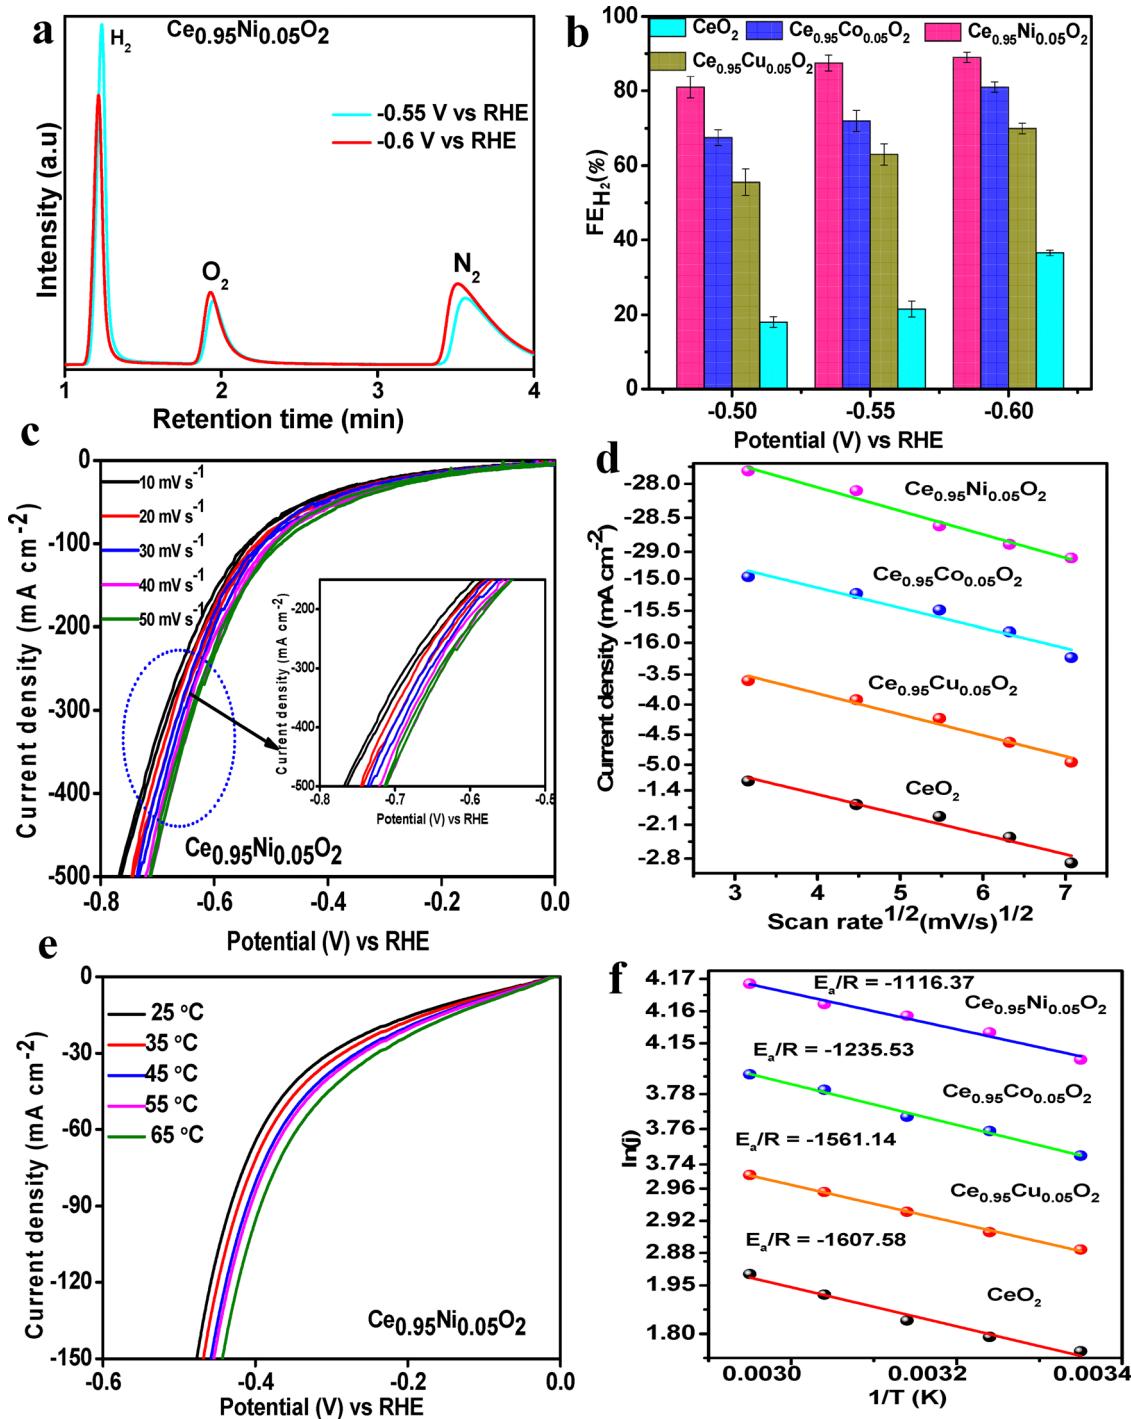 a
H2
Ce0.95Ni0.05O2
-0.55 V vs RHE
-0.6 V vs RHE
O2
N2
Intensity (a.u)
1
2
3
4
Retention time (min)
b
CeO2
Ce0.95Co0.05O2
Ce0.95Ni0.05O2
Ce0.95Cu0.05O2
FEH2(%)
100
80
60
40
20
0
-0.50
-0.55
-0.60
Potential (V) vs RHE
c
10 mV s-1
20 mV s-1
30 mV s-1
40 mV s-1
50 mV s-1
Current density (mA cm-2)
0
-100
-200
-300
-400
-500
-0.8
-0.6
-0.4
-0.2
0.0
Potential (V) vs RHE
Ce0.95Ni0.05O2
Current density (mA cm-2)
-200
-300
-400
-500
-0.8
-0.7
-0.6
-0.5
Potential (V) vs RHE
d
Ce0.95Ni0.05O2
Ce0.95Co0.05O2
Ce0.95Cu0.05O2
CeO2
Current density (mA cm-2)
-28.0
-28.5
-29.0
-15.0
-15.5
-16.0
-3.5
-4.0
-4.5
-5.0
-1.4
-2.1
-2.8
3
4
5
6
7
Scan rate1/2(mV/s)1/2
e
25 °C
35 °C
45 °C
55 °C
65 °C
Current density (mA cm-2)
0
-30
-60
-90
-120
-150
-0.6
-0.4
-0.2
0.0
Potential (V) vs RHE
Ce0.95Ni0.05O2
f
Ea/R = -1116.37
Ce0.95Ni0.05O2
Ea/R = -1235.53
Ce0.95Co0.05O2
Ea/R = -1561.14
Ce0.95Cu0.05O2
Ea/R = -1607.58
CeO2
ln(j)
4.17
4.16
4.15
3.78
3.76
3.74
2.96
2.92
2.88
1.95
1.80
0.0030
0.0032
0.0034
1/T (K)